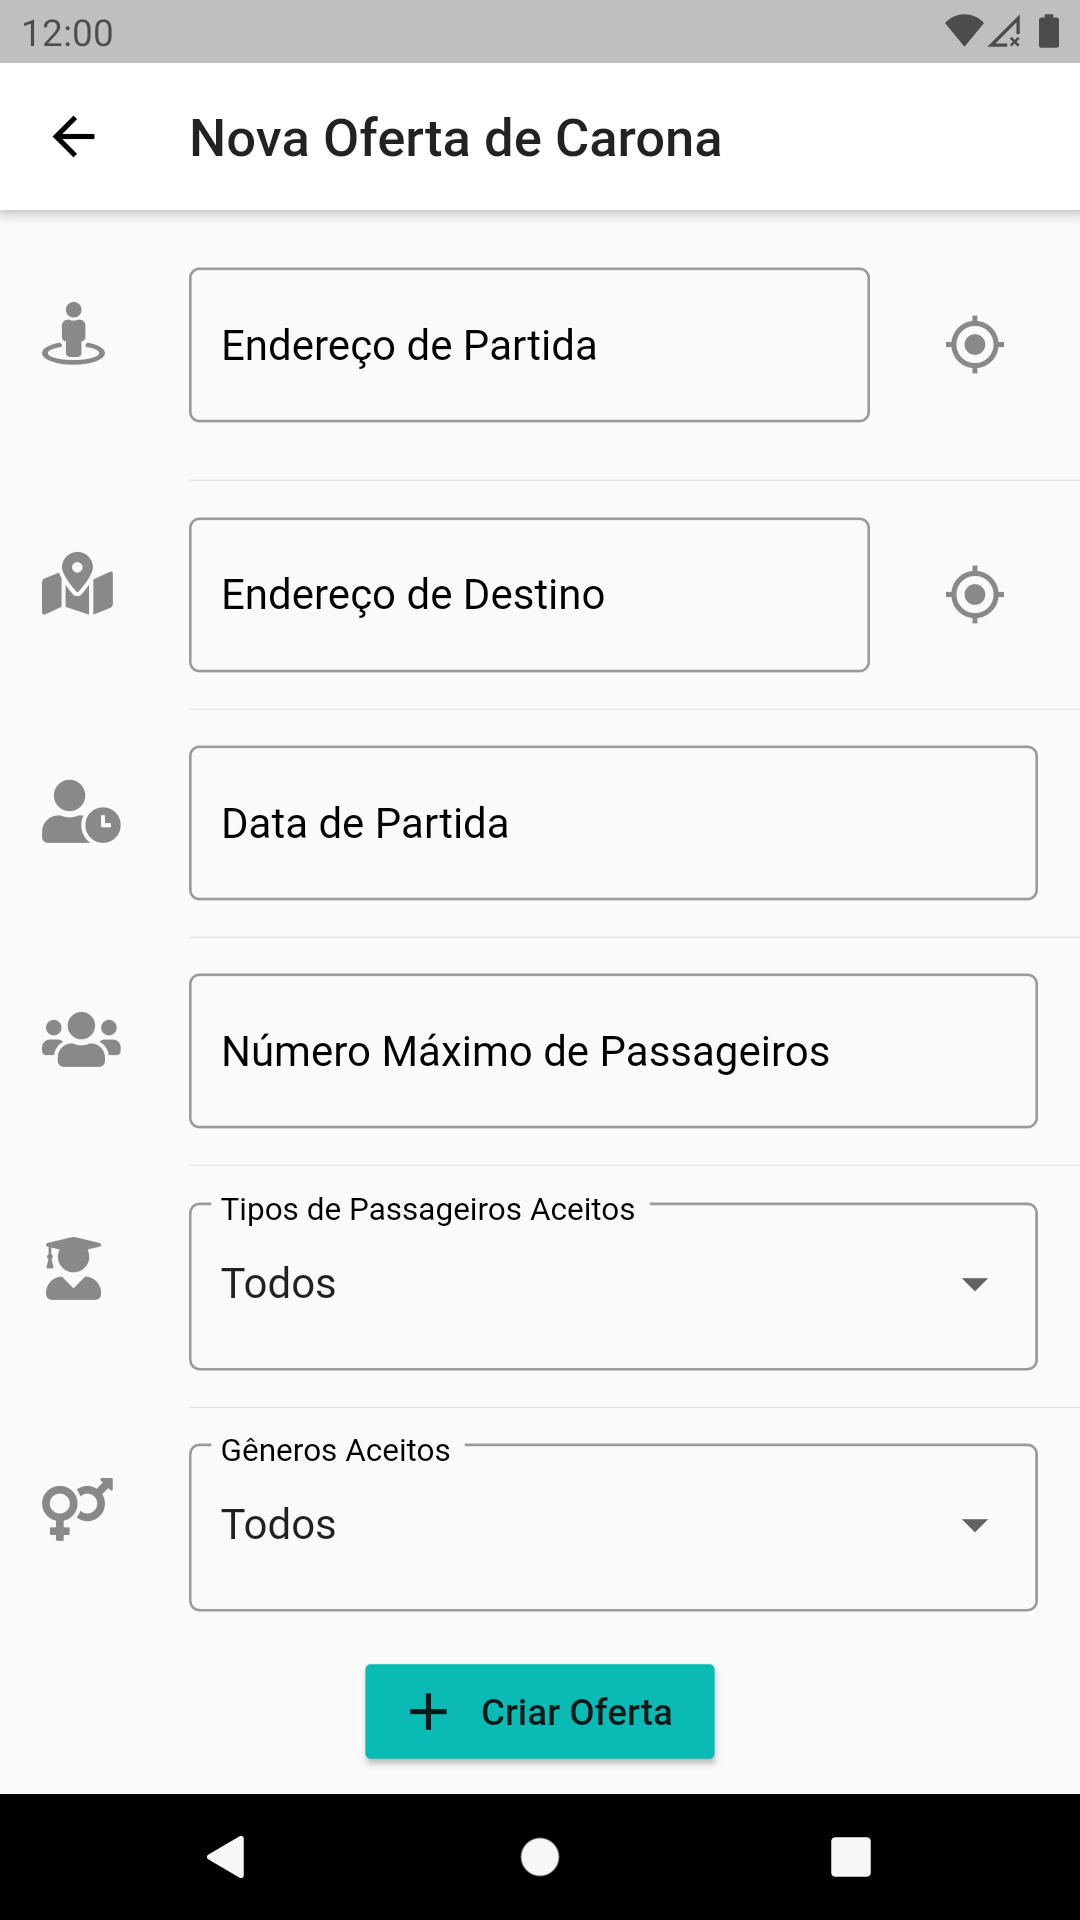 12:00
Nova Oferta de Carona
Endereço de Partida
Endereço de Destino
Data de Partida
Número Máximo de Passageiros
Tipos de Passageiros Aceitos
Todos
Gêneros Aceitos
Todos
Criar Oferta